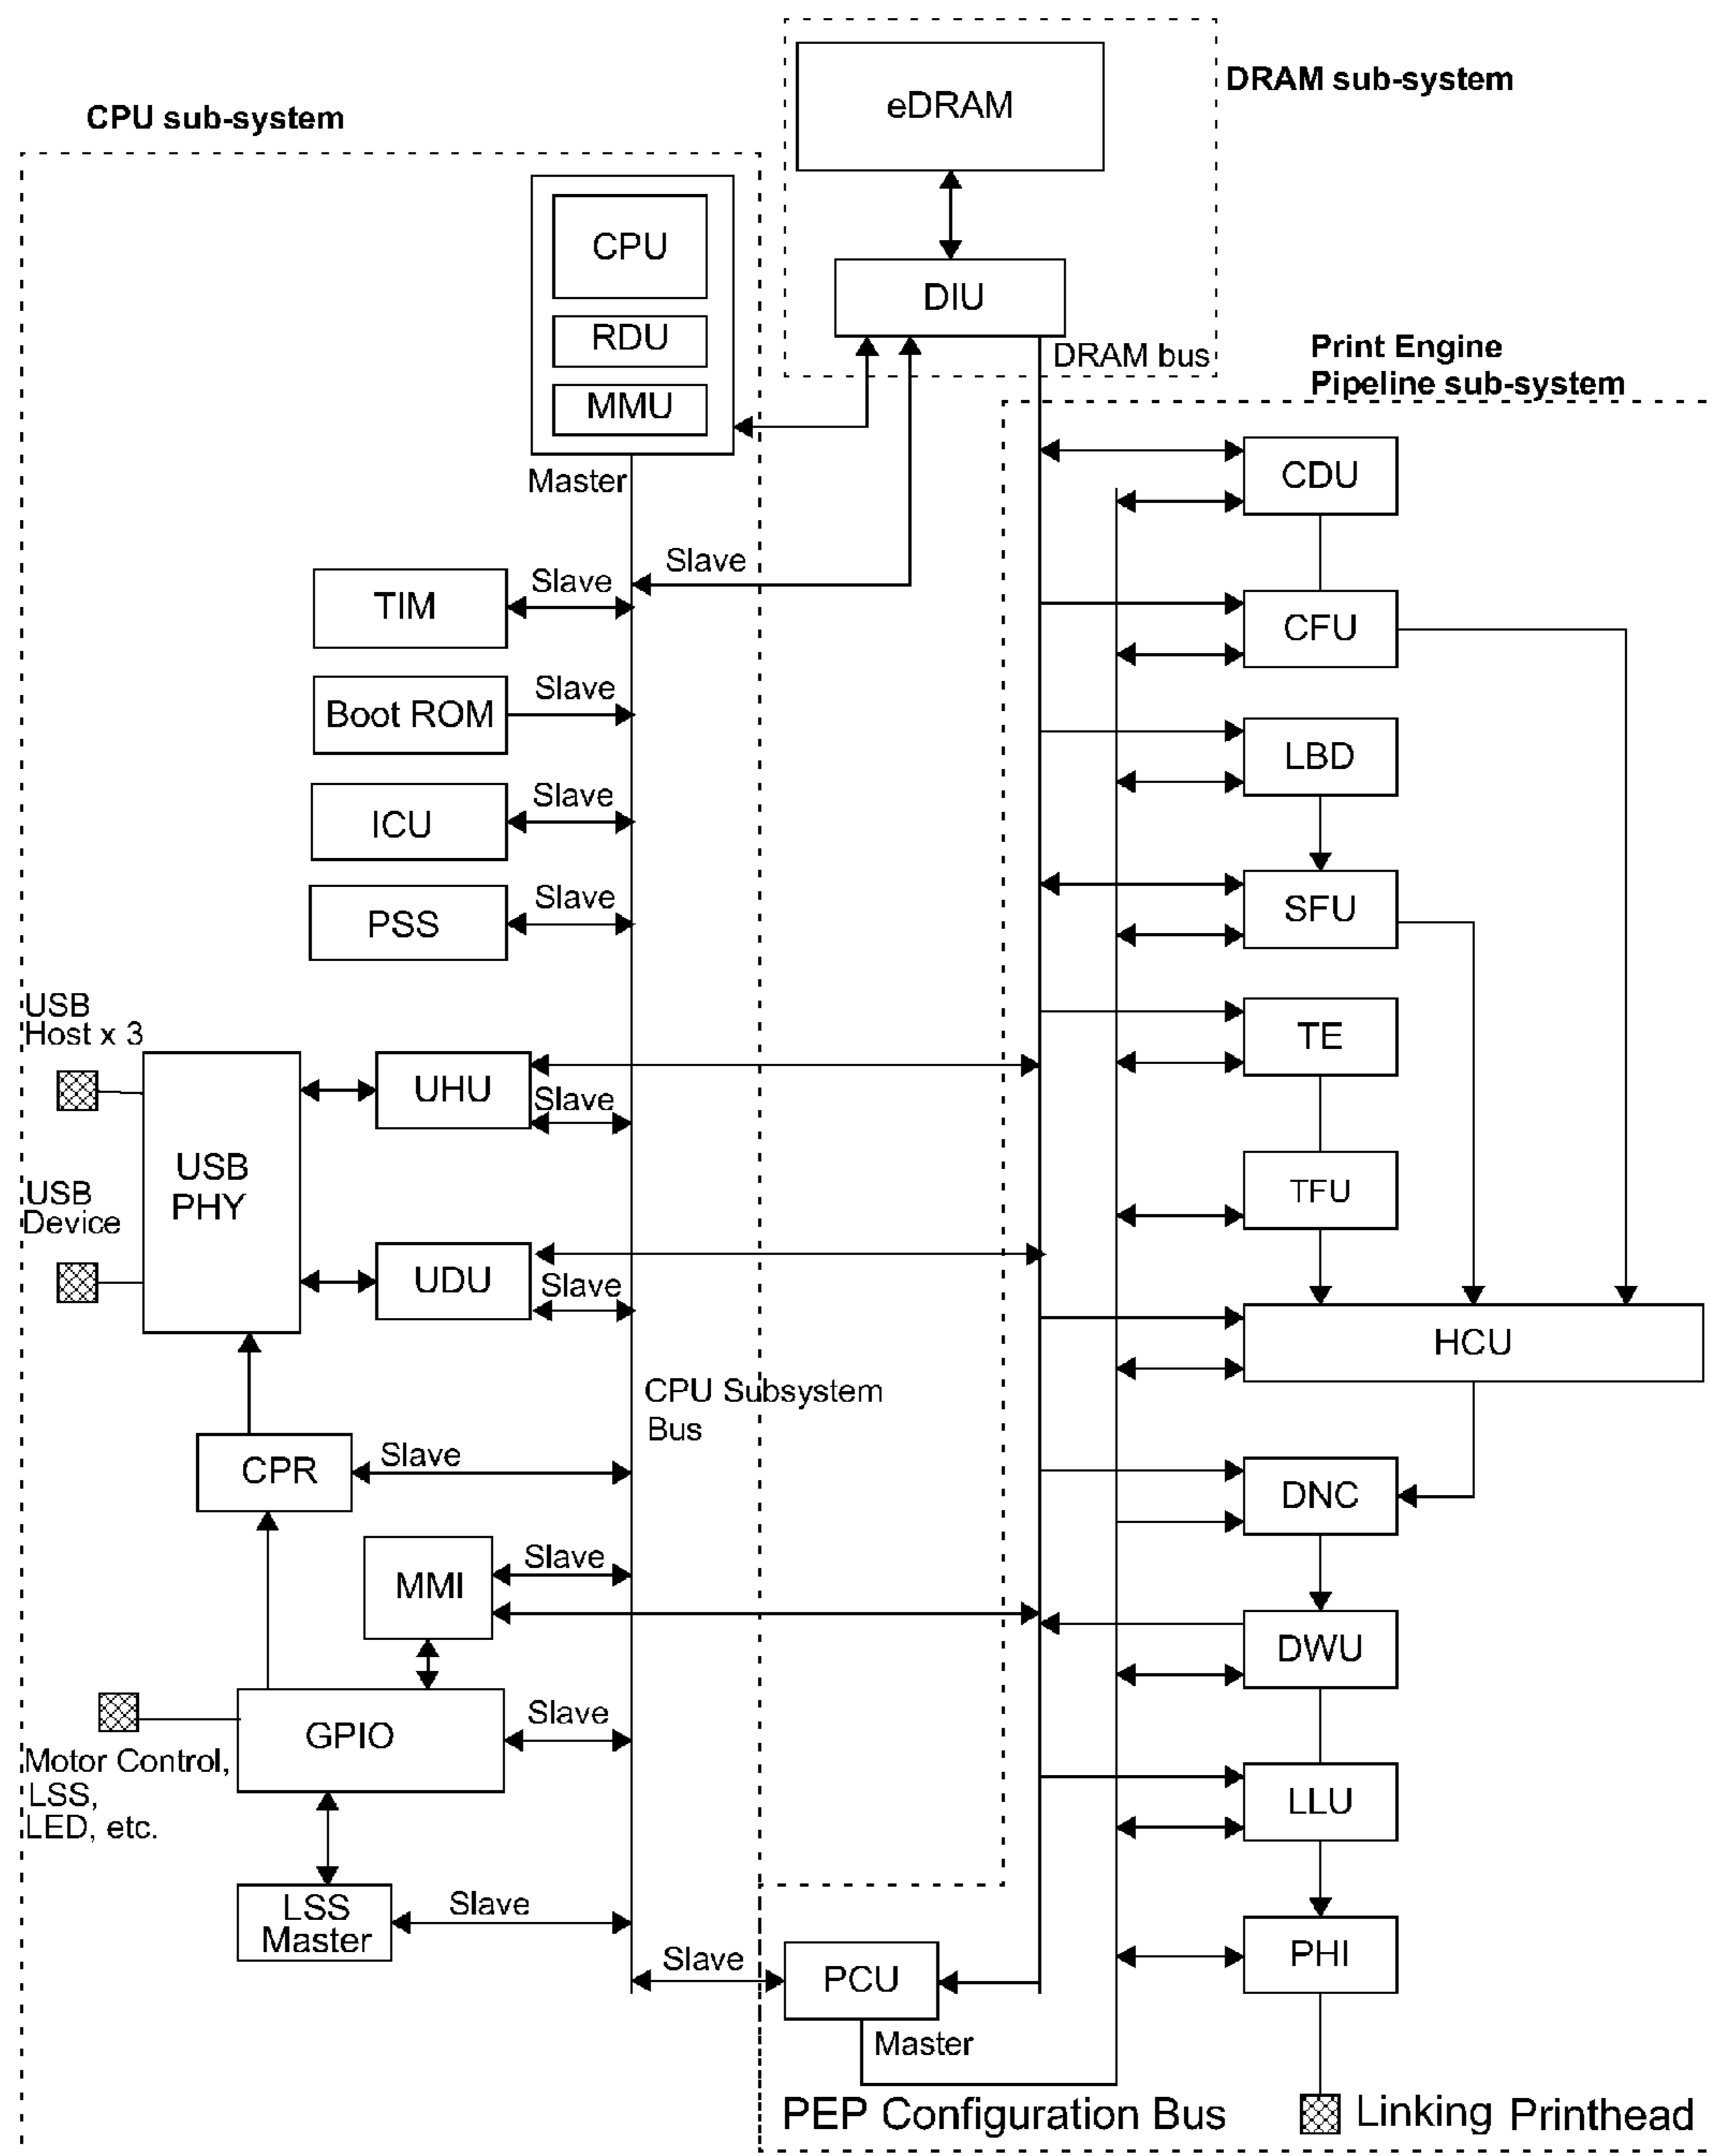 DRAM sub-system
eDRAM
CPU sub-system
CPU
RDU
MMU
Master
DIU
DRAM bus
Print Engine
Pipeline sub-system
CDU
Slave
Slave
TIM
CFU
Slave
Boot ROM
LBD
Slave
ICU
Slave
PSS
SFU
USB
Host x 3
TE
UHU
Slave
USB
PHY
USB
Device
TFU
UDU
Slave
HCU
CPU Subsystem
Bus
CPR
Slave
DNC
MMI
Slave
DWU
GPIO
Slave
Motor Control,
LSS,
LED, etc.
LLU
LSS
Master
Slave
Slave
PCU
PHI
Master
PEP Configuration Bus
Linking Printhead